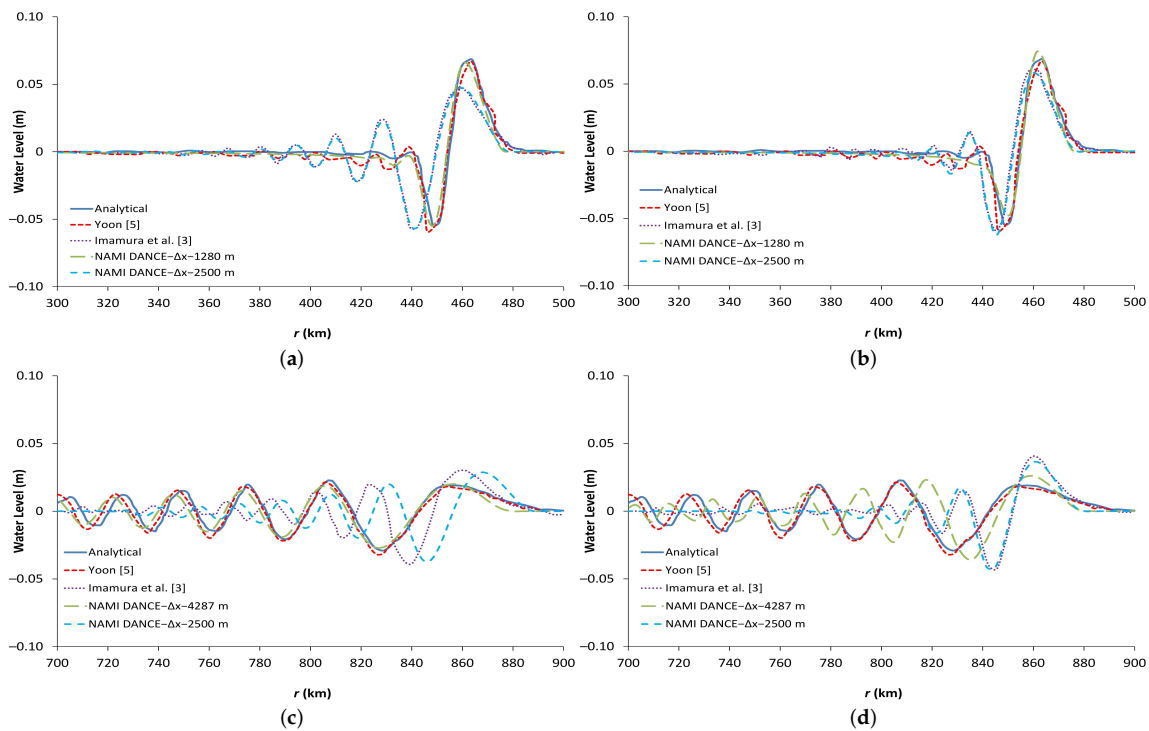 0.10
0.05
0
−0.05
−0.10
Water Level (m)
Analytical
Yoon [5]
Imamura et al. [3]
NAMI DANCE−Δx−1280 m
NAMI DANCE−Δx−2500 m
300 320 340 360 380 400 420 440 460 480 500
r (km)
(a)
0.10
0.05
0
−0.05
−0.10
Water Level (m)
Analytical
Yoon [5]
Imamura et al. [3]
NAMI DANCE−Δx−1280 m
NAMI DANCE−Δx−2500 m
300 320 340 360 380 400 420 440 460 480 500
r (km)
(b)
0.10
0.05
0
−0.05
−0.10
Water Level (m)
Analytical
Yoon [5]
Imamura et al. [3]
NAMI DANCE−Δx−4287 m
NAMI DANCE−Δx−2500 m
700 720 740 760 780 800 820 840 860 880 900
r (km)
(c)
0.10
0.05
0
−0.05
−0.10
Water Level (m)
Analytical
Yoon [5]
Imamura et al. [3]
NAMI DANCE−Δx−4287 m
NAMI DANCE−Δx−2500 m
700 720 740 760 780 800 820 840 860 880 900
r (km)
(d)